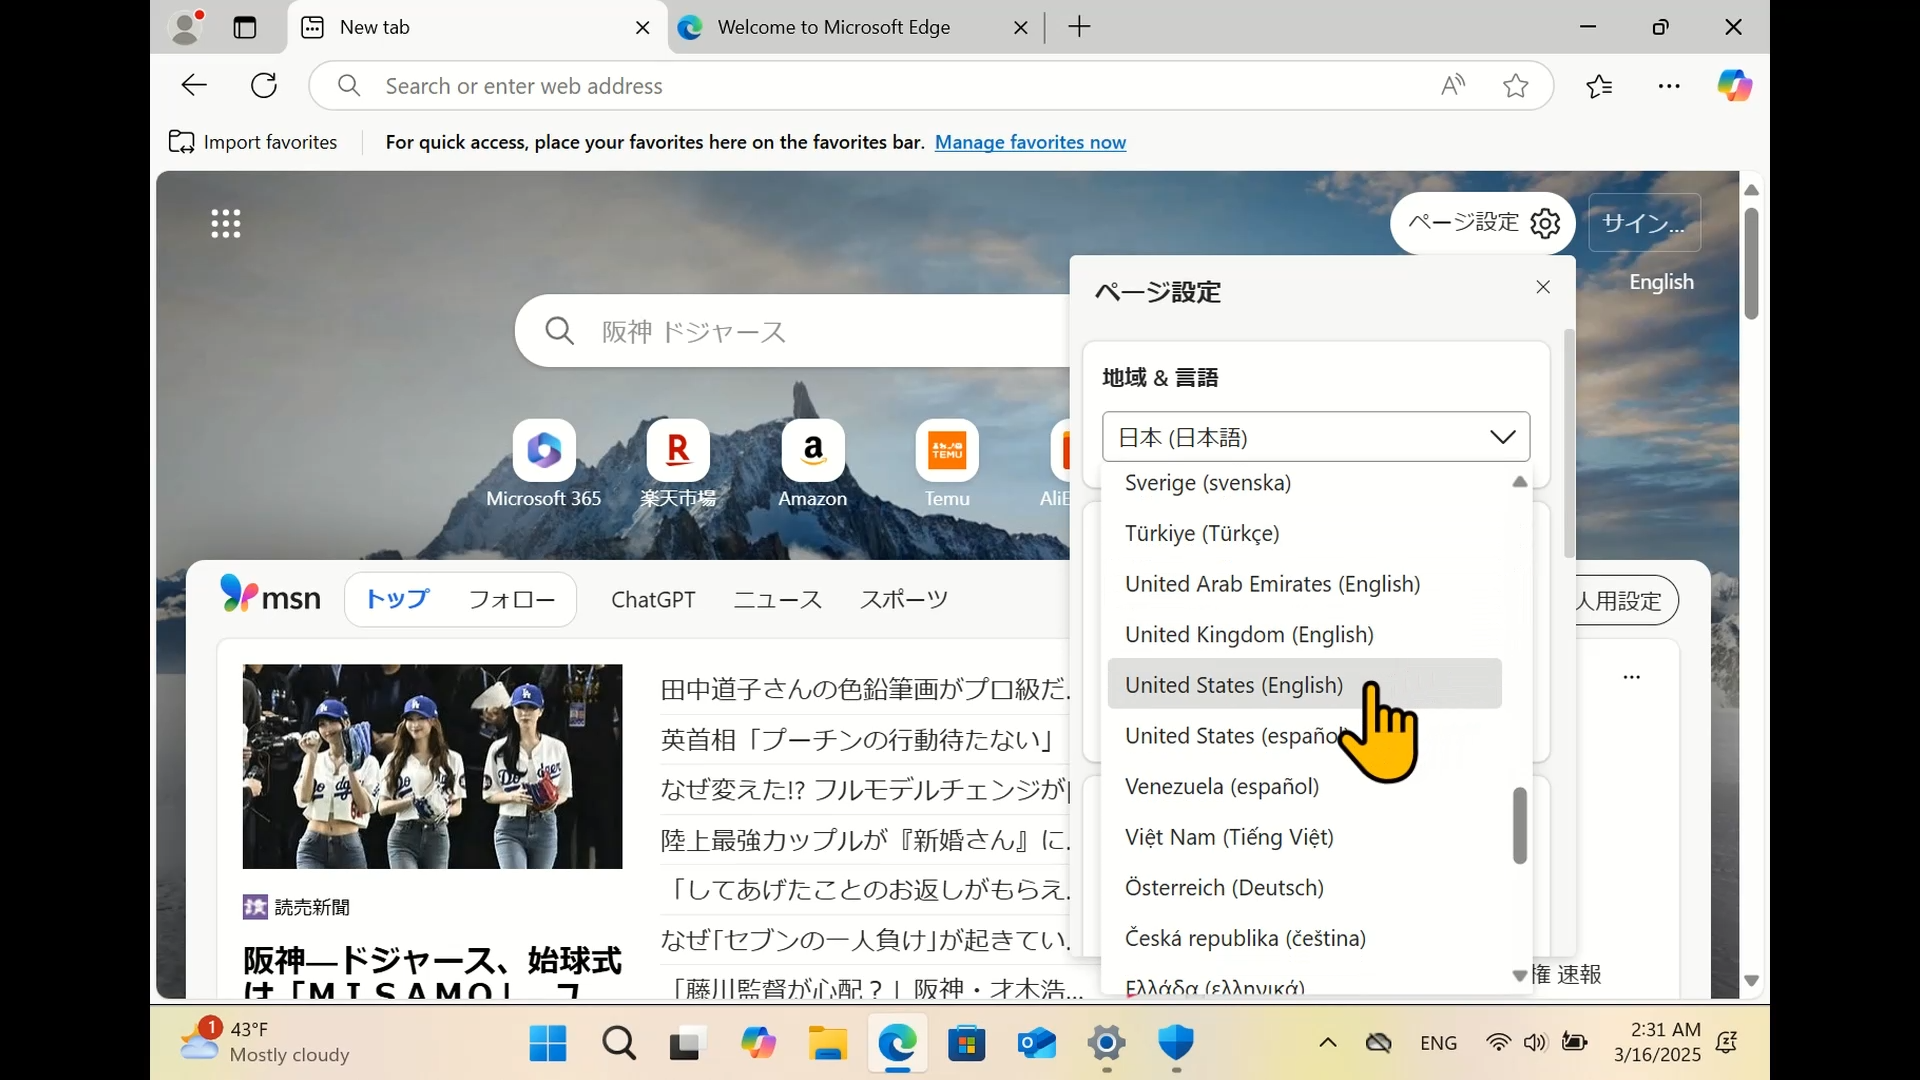 New tab
Welcome to Microsoft Edge
Search or enter web address
Import favorites
For quick access, place your favorites here on the favorites bar. Manage favorites now
ページ設定
サイン...
English
阪神 ドジャース
ページ設定
地域 & 言語
日本 (日本語)
Sverige (svenska)
Türkiye (Türkçe)
United Arab Emirates (English)
United Kingdom (English)
United States (English)
United States (español
Venezuela (español)
Việt Nam (Tiếng Việt)
Österreich (Deutsch)
Česká republika (čeština)
Ελλάδα (ελληνικά)
Microsoft 365
楽天市場
Amazon
TEMU
Temu
AliE
msn
トップ
フォロー
ChatGPT
ニュース
スポーツ
人用設定
田中道子さんの色鉛筆画がプロ級だ...
英首相「プーチンの行動待たない」
なぜ変えた!? フルモデルチェンジが
陸上最強カップルが『新婚さん』に...
「してあげたことのお返しがもらえ...
なぜ「セブンの一人負け」が起きてい...
「藤川監督が心配？」阪神・才木浩...
読売新聞
阪神―ドジャース、始球式
は「ＭＩＳＡＭＯ」
権 速報
1
43°F
Mostly cloudy
ENG
2:31 AM
3/16/2025